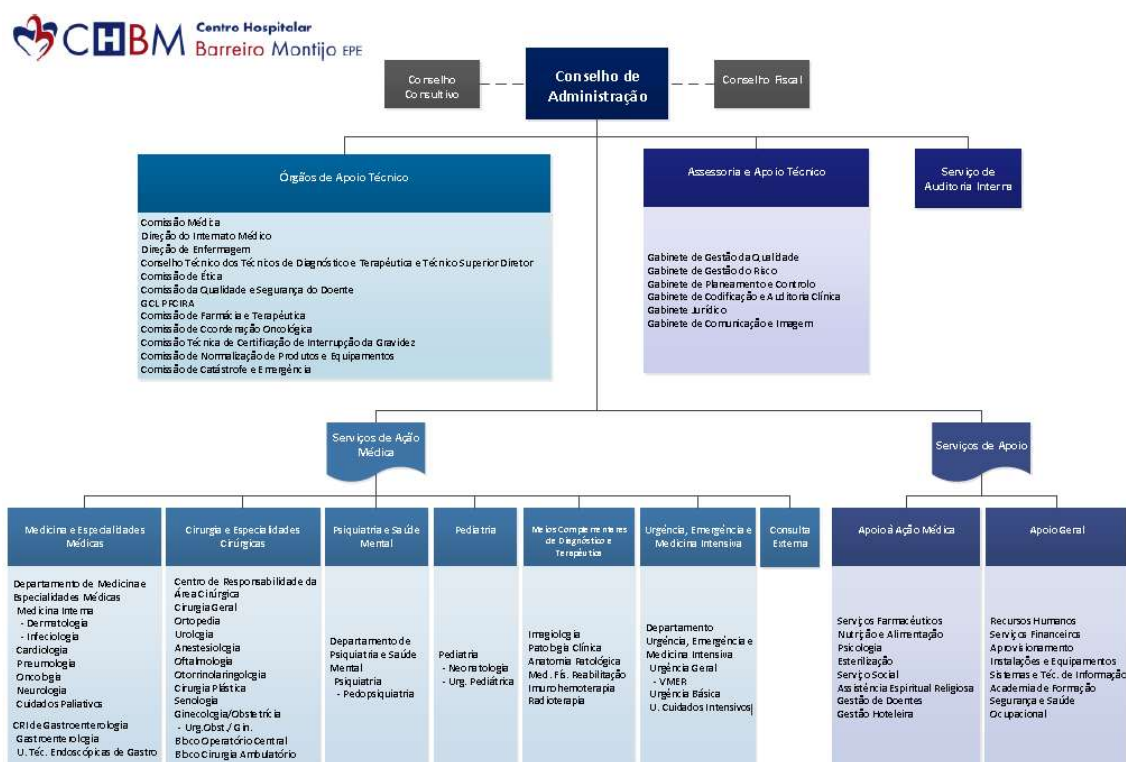 CHBM
Centro Hospitalar
Barreiro Montijo EPE
Conselho
Consultivo
Conselho de
Administração
Conselho Fiscal
Órgãos de Apoio Técnico
Comissão Médica
Direção do Internato Médico
Direção de Enfermagem
Conselho Técnico dos Técnicos de Diagnóstico e Terapêutica e Técnico Superior Diretor
Comissão de Ética
Comissão da Qualidade e Segurança do Doente
GCL PPCIRA
Comissão de Farmácia e Terapêutica
Comissão de Coordenação Oncológica
Comissão Técnica de Certificação de Interrupção da Gravidez
Comissão de Normalização de Produtos e Equipamentos
Comissão de Catástrofe e Emergência
Assessoria e Apoio Técnico
Gabinete de Gestão da Qualidade
Gabinete de Gestão do Risco
Gabinete de Planeamento e Controlo
Gabinete de Codificação e Auditoria Clínica
Gabinete Jurídico
Gabinete de Comunicação e Imagem
Serviço de
Auditoria Interna
Serviços de Ação
Médica
Serviços de Apoio
Medicina e Especialidades
Médicas
Departamento de Medicina e
Especialidades Médicas
Medicina Interna
- Dermatologia
- Infeciologia
Cardiologia
Pneumologia
Oncologia
Neurologia
Cuidados Paliativos
CRI de Gastroenterologia
Gastroenterologia
U. Téc. Endoscópicas de Gastro
Cirurgia e Especialidades
Cirúrgicas
Centro de Responsabilidade da
Área Cirúrgica
Cirurgia Geral
Ortopedia
Urologia
Anestesiologia
Oftalmologia
Otorrinolaringologia
Cirurgia Plástica
Senologia
Ginecologia/Obstetrícia
- Urg.Obst./ Gin.
Bloco Operatório Central
Bloco Cirurgia Ambulatório
Psiquiatria e Saúde
Mental
Departamento de
Psiquiatria e Saúde
Mental
Psiquiatria
- Pedopsiquiatria
Pediatria
Pediatria
- Neonatologia
- Urg. Pediátrica
Meios Complementares
de Diagnóstico e
Terapêutica
Imagiologia
Patologia Clínica
Anatomia Patológica
Med. Fís. Reabilitação
Imunohemoterapia
Radioterapia
Urgência, Emergência e
Medicina Intensiva
Departamento
Urgência, Emergência e
Medicina Intensiva
Urgência Geral
- VMER
Urgência Básica
U. Cuidados Intensivos
Consulta
Externa
Apoio à Ação Médica
Serviços Farmacêuticos
Nutrição e Alimentação
Psicologia
Esterilização
Serviço Social
Assistência Espiritual Religiosa
Gestão de Doentes
Gestão Hoteleira
Apoio Geral
Recursos Humanos
Serviços Financeiros
Aprovisionamento
Instalações e Equipamentos
Sistemas e Téc. de Informação
Academia de Formação
Segurança e Saúde
Ocupacional